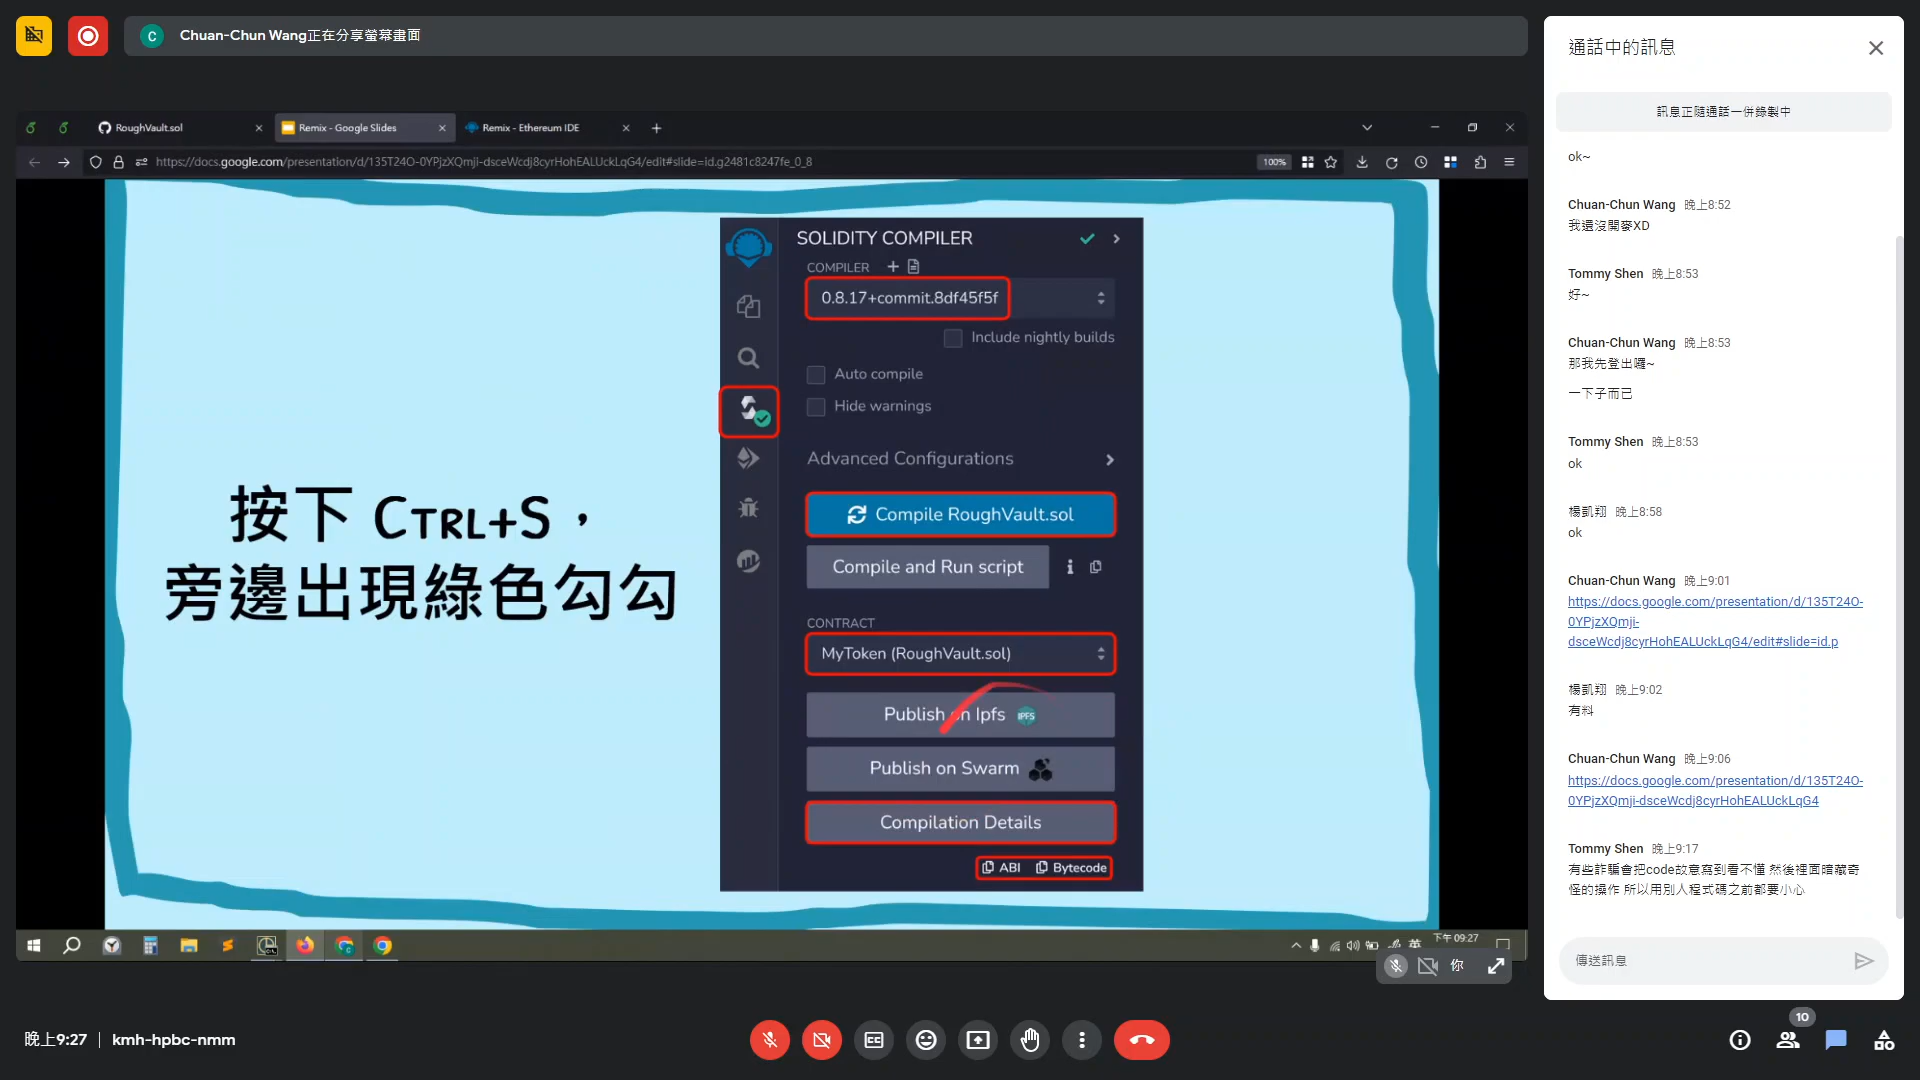 C
Chuan-Chun Wang正在分享螢幕畫面
RoughVault.sol
Remix - Google Slides
Remix - Ethereum IDE
https://docs.google.com/presentation/d/135T24O-0YPjzXQmji-dsceWcdj8cyrHohEALUckLqG4/edit#slide=id.g2481c8247fe_0_8
100%
按下 CTRL+S，
旁邊出現綠色勾勾
SOLIDITY COMPILER
COMPILER
0.8.17+commit.8df45f5f
Include nightly builds
Auto compile
Hide warnings
Advanced Configurations
Compile RoughVault.sol
Compile and Run script
CONTRACT
MyToken (RoughVault.sol)
Publish on Ipfs
IPFS
Publish on Swarm
Compilation Details
ABI
Bytecode
英
下午 09:27
你
晚上9:27
kmh-hpbc-nmm
10
通話中的訊息
訊息正隨通話一併錄製中
ok~
Chuan-Chun Wang 晚上8:52
我還沒開麥XD
Tommy Shen 晚上8:53
好~
Chuan-Chun Wang 晚上8:53
那我先登出囉~
一下子而已
Tommy Shen 晚上8:53
ok
楊凱翔 晚上8:58
ok
Chuan-Chun Wang 晚上9:01
https://docs.google.com/presentation/d/135T24O-
0YPjzXQmji-
dsceWcdj8cyrHohEALUckLqG4/edit#slide=id.p
楊凱翔 晚上9:02
有料
Chuan-Chun Wang 晚上9:06
https://docs.google.com/presentation/d/135T24O-
0YPjzXQmji-dsceWcdj8cyrHohEALUckLqG4
Tommy Shen 晚上9:17
有些詐騙會把code故意寫到看不懂 然後裡面暗藏奇
怪的操作 所以用別人程式碼之前都要小心
傳送訊息